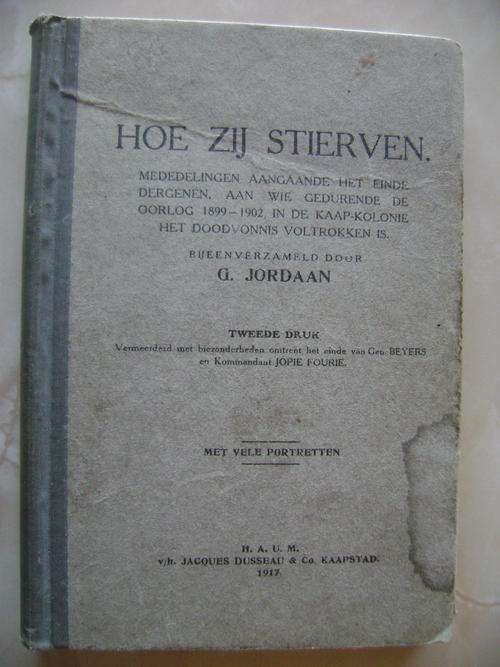 HOE ZIJ STIERVEN.
MEDEDELINGEN AANGAANDE HET EINDE
DERGENEN, AAN WIE GEDURENDE DE
OORLOG 1899-1902, IN DE KAAP-KOLONIE
HET DOODVONNIS VOLTROKKEN IS.
BIJEENVERZAMELD DOOR
G. JORDAAN
TWEEDE DRUK
Vermeerderd met biezonderheden omtrent het einde van Gen. BEYERS
en Kommandant JOPIE FOURIE.
MET VELE PORTRETTEN
H. A. U. M.
v/h. JACQUES DUSSEAU & Co. KAAPSTAD.
1917